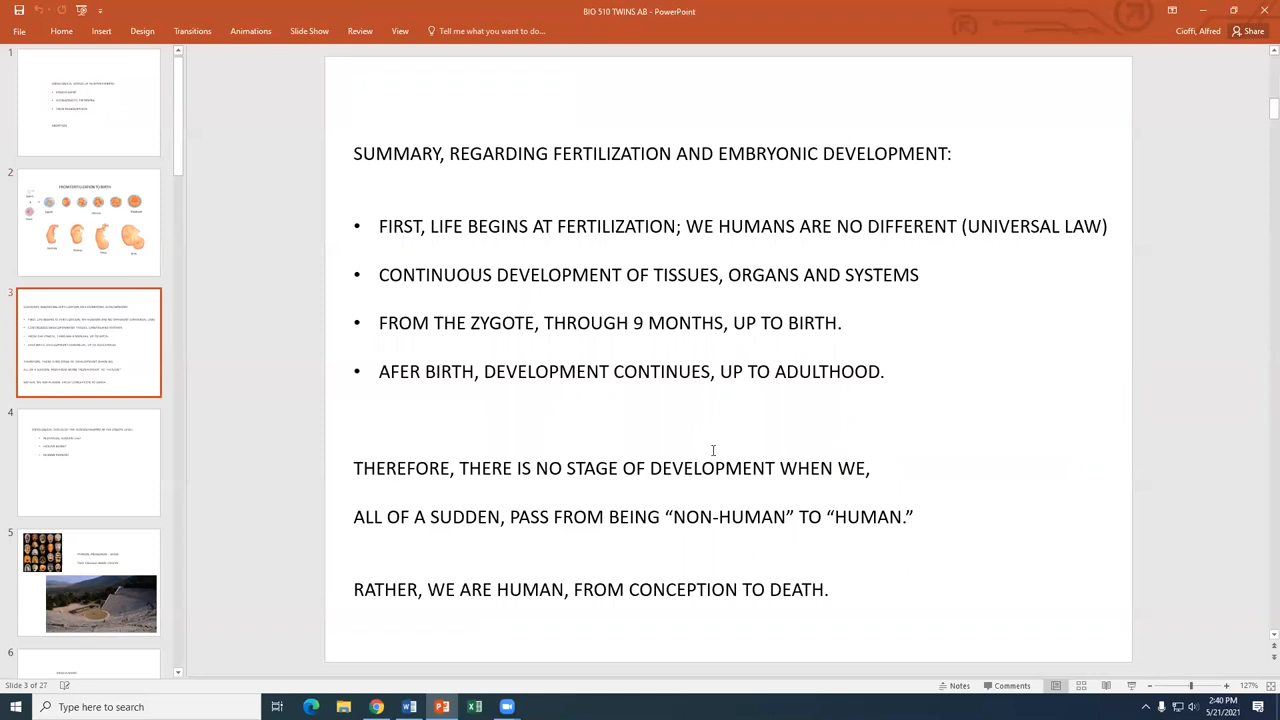 BIO 510 TWINS AB - PowerPoint
File Home Insert Design Transitions Animations Slide Show Review View Tell me what you want to do... Cioffi, Alfred Share
1
2
FROM FERTILIZATION TO BIRTH
4
5
6
SUMMARY, REGARDING FERTILIZATION AND EMBRYONIC DEVELOPMENT:
• FIRST, LIFE BEGINS AT FERTILIZATION; WE HUMANS ARE NO DIFFERENT (UNIVERSAL LAW)
• CONTINUOUS DEVELOPMENT OF TISSUES, ORGANS AND SYSTEMS
• FROM THE ZYGOTE, THROUGH 9 MONTHS, UP TO BIRTH.
• AFER BIRTH, DEVELOPMENT CONTINUES, UP TO ADULTHOOD.
THEREFORE, THERE IS NO STAGE OF DEVELOPMENT WHEN WE,
ALL OF A SUDDEN, PASS FROM BEING “NON-HUMAN” TO “HUMAN.”
RATHER, WE ARE HUMAN, FROM CONCEPTION TO DEATH.
Slide 3 of 27 Notes Comments 127%
Type here to search
2:40 PM
5/21/2021